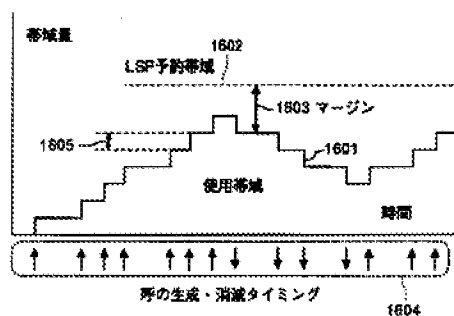 帯域量
1602
LSP予約帯域
1603 マージン
1605
1601
使用帯域
時間
呼の生成・消滅タイミング
1604